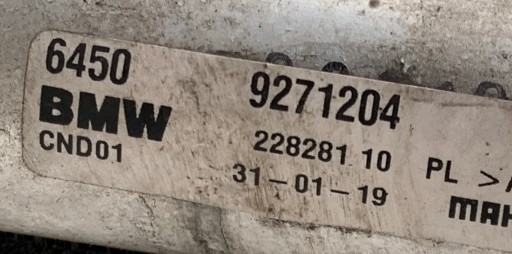 6450 9271204
BMW
CND01 228281 10 PL >
31-01-19